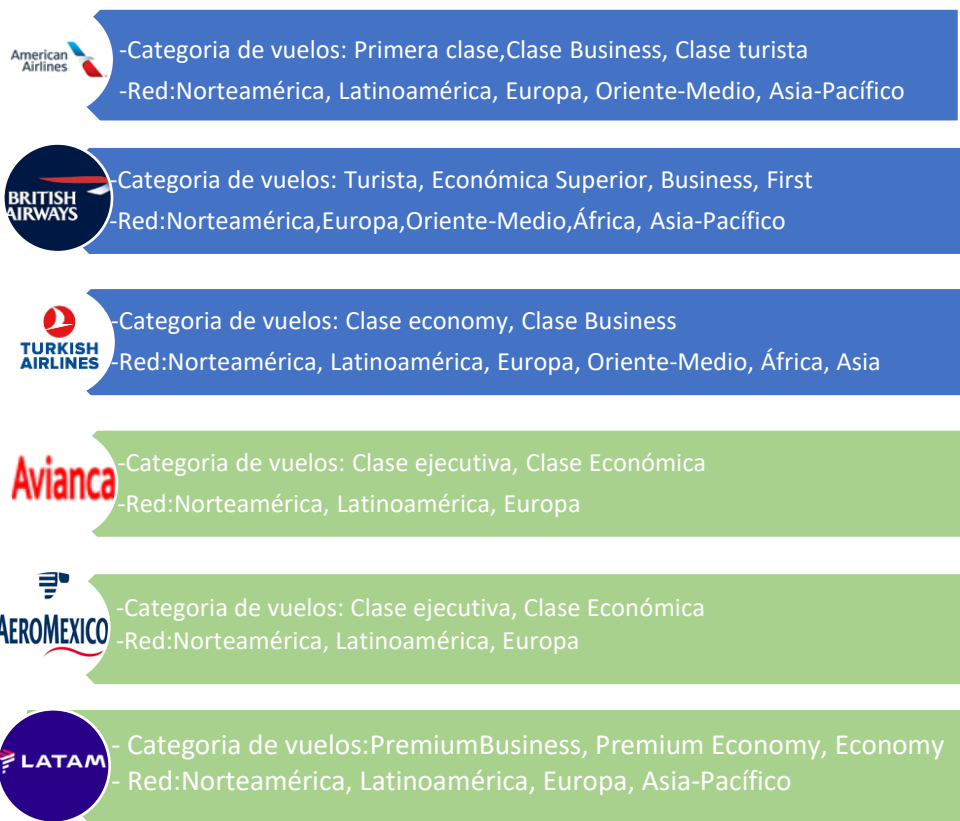 American
Airlines
-Categoria de vuelos: Primera clase,Clase Business, Clase turista
-Red:Norteamérica, Latinoamérica, Europa, Oriente-Medio, Asia-Pacífico
BRITISH
AIRWAYS
-Categoria de vuelos: Turista, Económica Superior, Business, First
-Red:Norteamérica,Europa,Oriente-Medio,África, Asia-Pacífico
TURKISH
AIRLINES
-Categoria de vuelos: Clase economy, Clase Business
-Red:Norteamérica, Latinoamérica, Europa, Oriente-Medio, África, Asia
Avianca
-Categoria de vuelos: Clase ejecutiva, Clase Económica
-Red:Norteamérica, Latinoamérica, Europa
AEROMEXICO
-Categoria de vuelos: Clase ejecutiva, Clase Económica
-Red:Norteamérica, Latinoamérica, Europa
LATAM
- Categoria de vuelos:PremiumBusiness, Premium Economy, Economy
- Red:Norteamérica, Latinoamérica, Europa, Asia-Pacífico